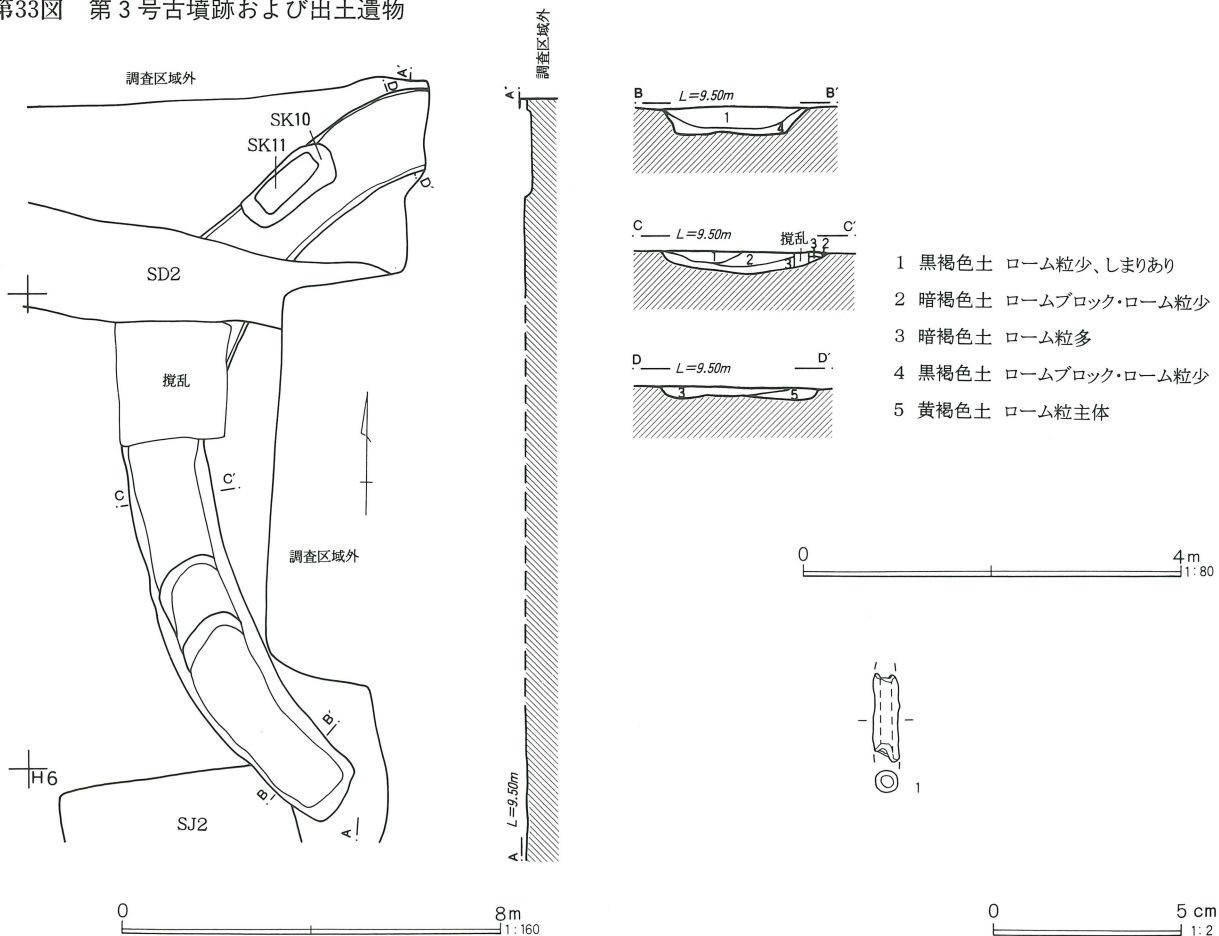 第33図 第3号古墳跡および出土遺物
調査区域外
A'
D
SK10
SK11
D'
SD2
攪乱
C
C'
調査区域外
B'
H6
B
SJ2
A
0 8m
1:160
調査区域外
A'
L=9.50m
A
B L=9.50m B'
1
4
C L=9.50m 攪乱 3 2 C'
1 2 3 1
D L=9.50m D'
3 5
1 黒褐色土 ローム粒少、しまりあり
2 暗褐色土 ロームブロック・ローム粒少
3 暗褐色土 ローム粒多
4 黒褐色土 ロームブロック・ローム粒少
5 黄褐色土 ローム粒主体
0 4m
1:80
1
0 5cm
1:2